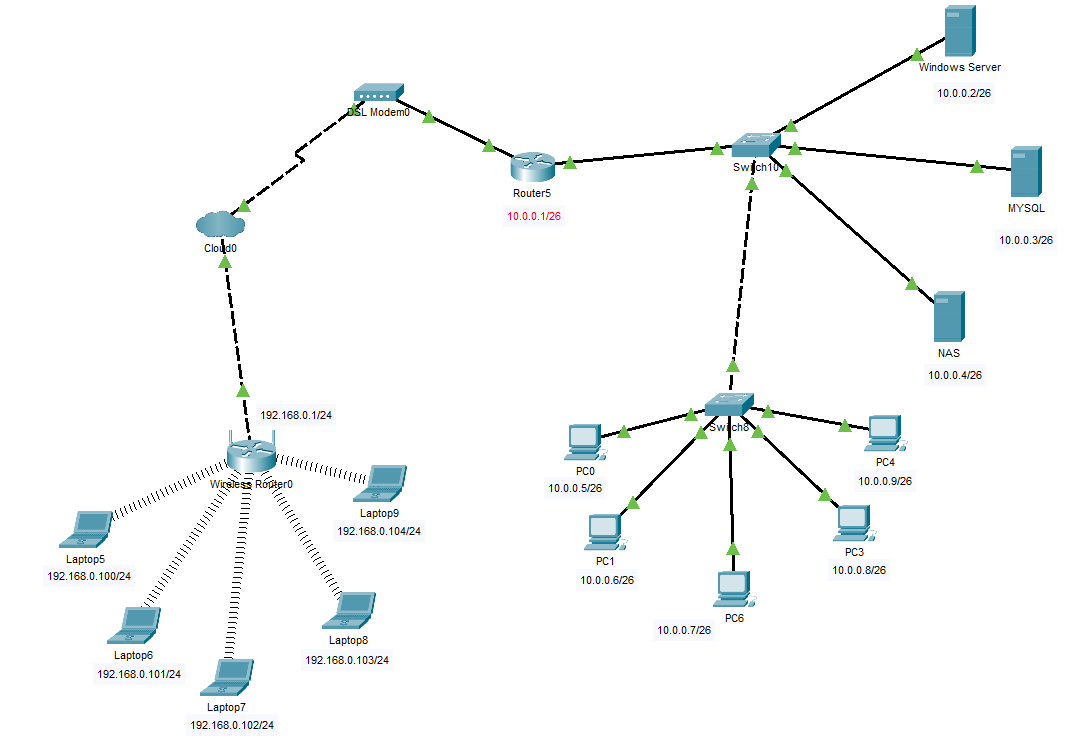 Windows Server
10.0.0.2/26
DSL Modem0
Switch10
Router5
10.0.0.1/26
MYSQL
10.0.0.3/26
Cloud0
NAS
10.0.0.4/26
192.168.0.1/24
Switch8
Wireless Router0
PC0
10.0.0.5/26
PC4
10.0.0.9/26
Laptop9
192.168.0.104/24
PC1
10.0.0.6/26
PC3
10.0.0.8/26
Laptop5
192.168.0.100/24
PC6
10.0.0.7/26
Laptop6
192.168.0.101/24
Laptop8
192.168.0.103/24
Laptop7
192.168.0.102/24